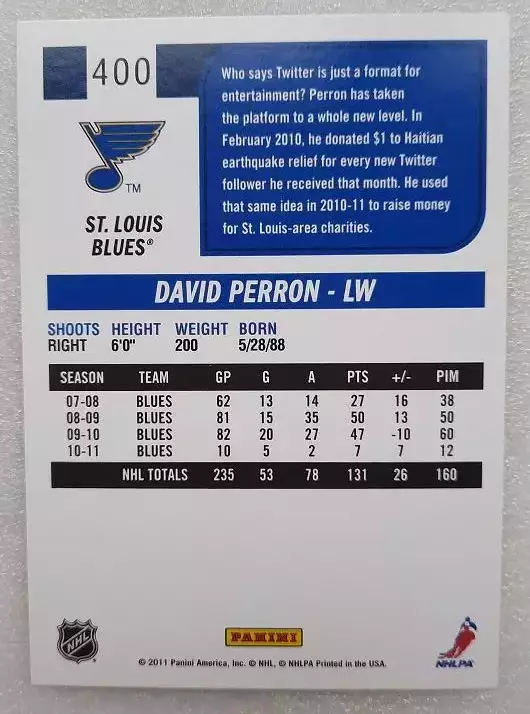 400
Who says Twitter is just a format for
entertainment? Perron has taken
the platform to a whole new level. In
February 2010, he donated $1 to Haitian
earthquake relief for every new Twitter
follower he received that month. He used
that same idea in 2010-11 to raise money
for St. Louis-area charities.
TM
ST. LOUIS
BLUES®
DAVID PERRON - LW
SHOOTS HEIGHT WEIGHT BORN
RIGHT 6'0" 200 5/28/88
SEASON TEAM GP G A PTS +/- PIM
07-08 BLUES 62 13 14 27 16 38
08-09 BLUES 81 15 35 50 13 50
09-10 BLUES 82 20 27 47 -10 60
10-11 BLUES 10 5 2 7 7 12
NHL TOTALS 235 53 78 131 26 160
NHL
PANINI
NHLPA
© 2011 Panini America, Inc. © NHL, © NHLPA Printed in the USA.